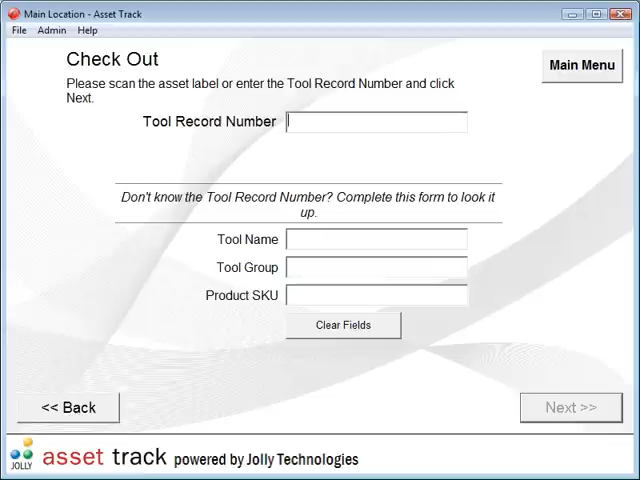 Main Location - Asset Track
File Admin Help
Check Out
Main Menu
Please scan the asset label or enter the Tool Record Number and click
Next.
Tool Record Number
Don't know the Tool Record Number? Complete this form to look it
up.
Tool Name
Tool Group
Product SKU
Clear Fields
<< Back
Next >>
JOLLY
asset track powered by Jolly Technologies